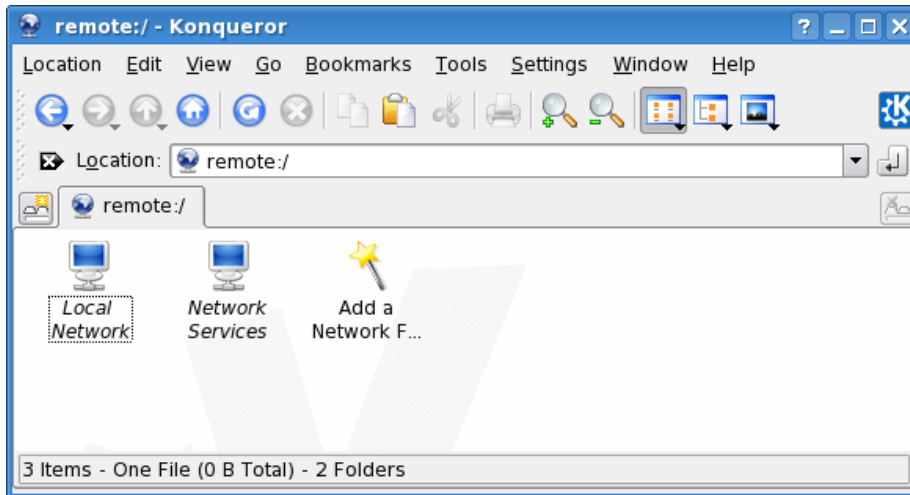 remote:/ - Konqueror
Location Edit View Go Bookmarks Tools Settings Window Help
Location: remote:/
remote:/
Local Network
Network Services
Add a Network F...
3 Items - One File (0 B Total) - 2 Folders